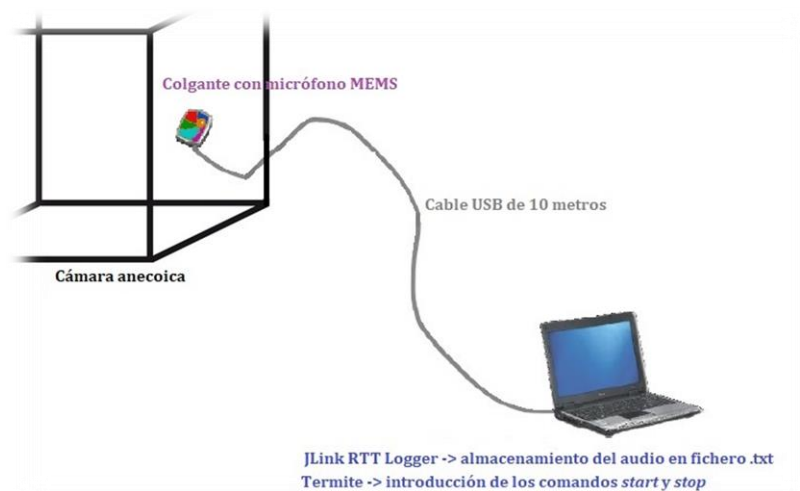 Colgante con micrófono MEMS
Cable USB de 10 metros
Cámara anecoica
JLink RTT Logger -> almacenamiento del audio en fichero .txt
Termite -> introducción de los comandos start y stop